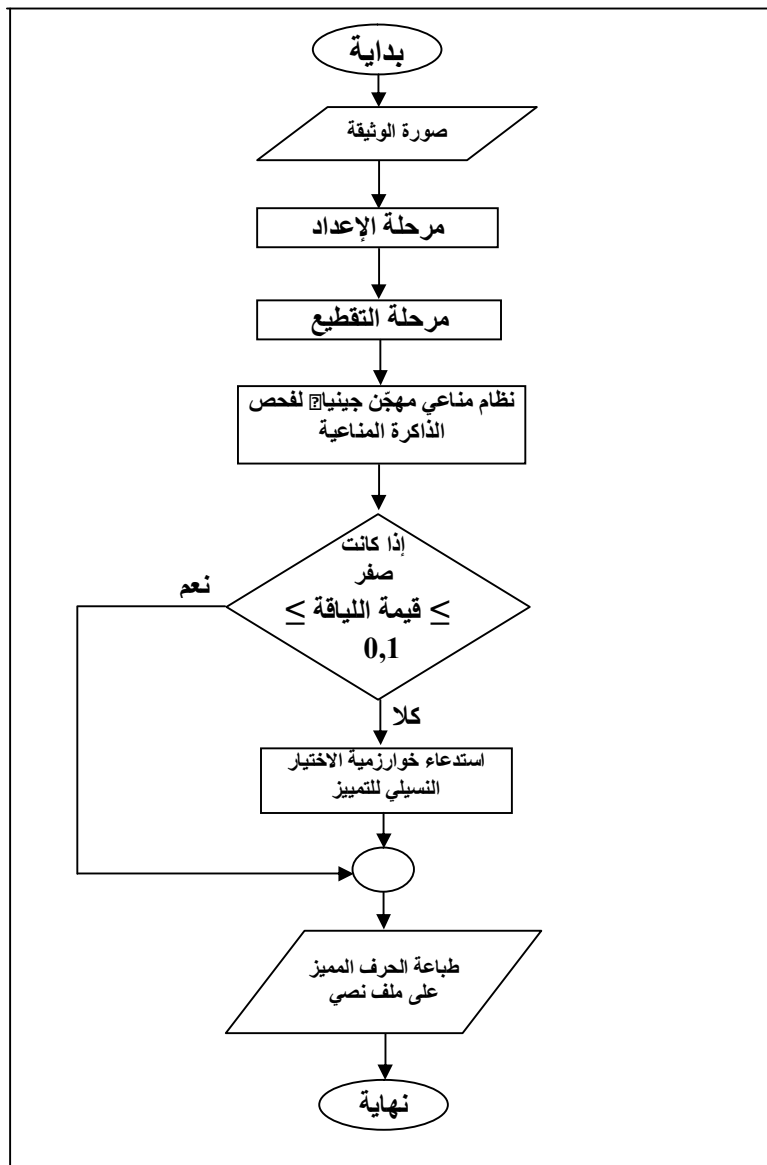 بداية
صورة الوثيقة
مرحلة الإعداد
مرحلة التقطيع
نظام مناعي مهجّن جينيا لفحص
الذاكرة المناعية
إذا كانت
صفر
≤ قيمة اللياقة ≤
0,1
نعم
كلا
استدعاء خوارزمية الاختيار
النسيلي للتمييز
طباعة الحرف المميز
على ملف نصي
نهاية